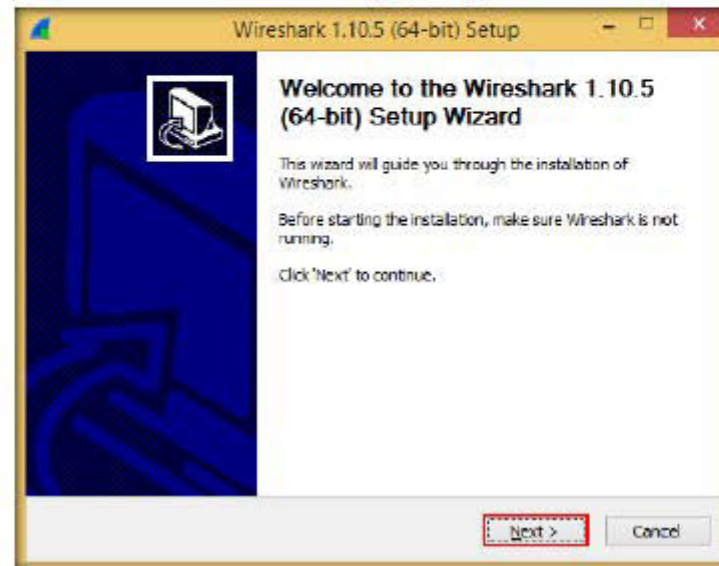 Wireshark 1.10.5 (64-bit) Setup
Welcome to the Wireshark 1.10.5
(64-bit) Setup Wizard
This wizard will guide you through the installation of
Wireshark.
Before starting the installation, make sure Wireshark is not
running.
Click 'Next' to continue.
Next >
Cancel